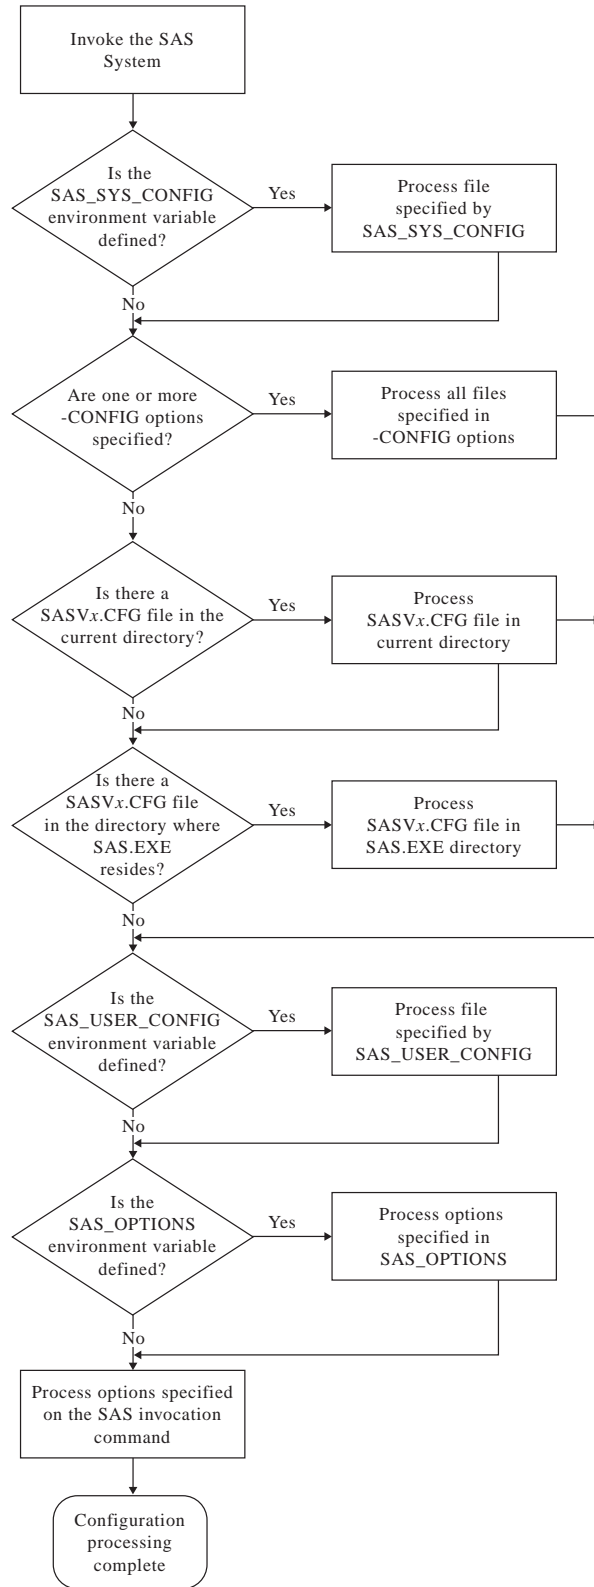 Invoke the SAS
System
Is the
SAS_SYS_CONFIG
environment variable
defined?
Yes
Process file
specified by
SAS_SYS_CONFIG
No
Are one or more
-CONFIG options
specified?
Yes
Process all files
specified in
-CONFIG options
No
Is there a
SASVx.CFG file in the
current directory?
Yes
Process
SASVx.CFG file in
current directory
No
Is there a
SASVx.CFG file
in the directory where
SAS.EXE
resides?
Yes
Process
SASVx.CFG file in
SAS.EXE directory
No
Is the
SAS_USER_CONFIG
environment variable
defined?
Yes
Process file
specified by
SAS_USER_CONFIG
No
Is the
SAS_OPTIONS
environment variable
defined?
Yes
Process options
specified in
SAS_OPTIONS
No
Process options specified
on the SAS invocation
command
Configuration
processing
complete